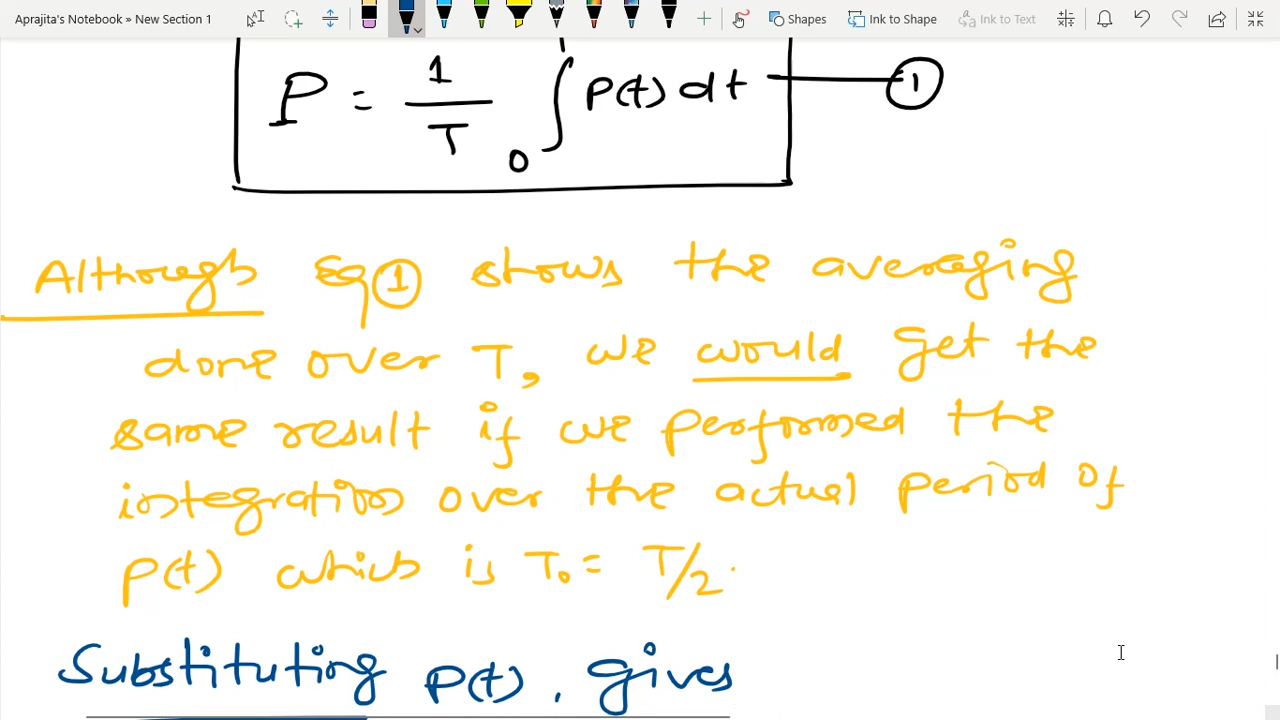 Aprajita's Notebook » New Section 1
Shapes
Ink to Shape
Ink to Text
P = 1/T ∫₀ p(t) dt ①
Although Eq ① shows the averaging
done over T, we would get the
same result if we performed the
integration over the actual period of
p(t) which is T₀ = T/2.
Substituting p(t), gives